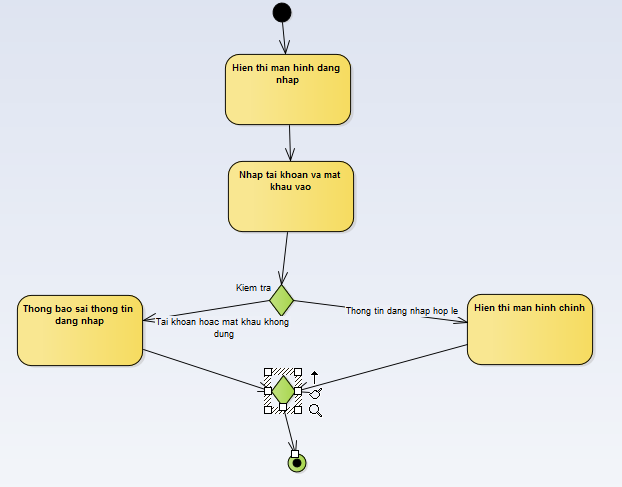 Hien thi man hinh dang
nhap
Nhap tai khoan va mat
khau vao
Kiem tra
Thong bao sai thong tin
dang nhap
Tai khoan hoac mat khau khong
dung
Thong tin dang nhap hop le
Hien thi man hinh chinh